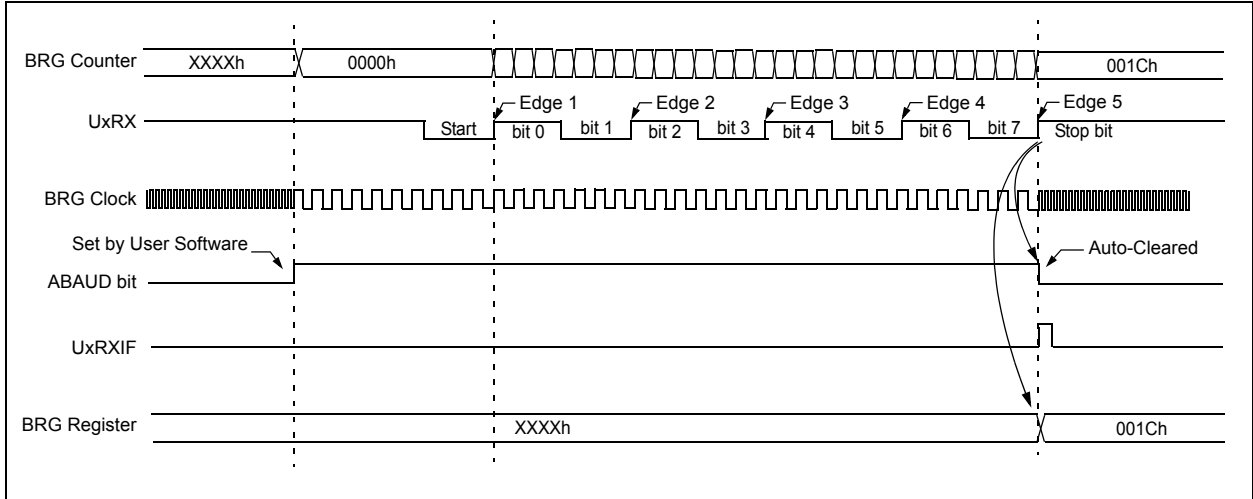 BRG Counter XXXXh 0000h 001Ch
Edge 1 Edge 2 Edge 3 Edge 4 Edge 5
UxRX Start bit 0 bit 1 bit 2 bit 3 bit 4 bit 5 bit 6 bit 7 Stop bit
BRG Clock
Set by User Software Auto-Cleared
ABAUD bit
UxRXIF
BRG Register XXXXh 001Ch